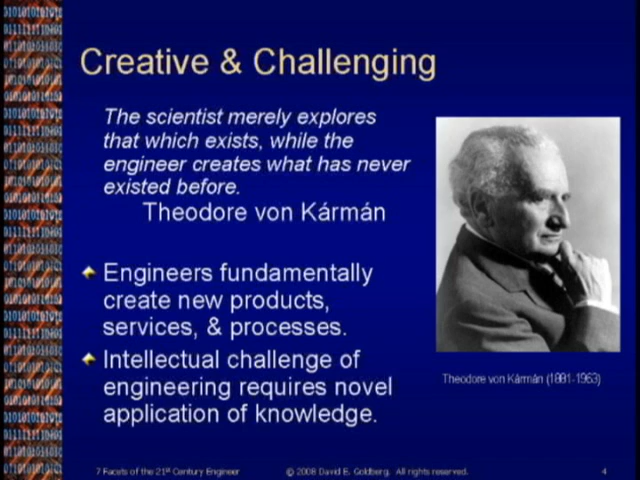 Creative & Challenging
The scientist merely explores
that which exists, while the
engineer creates what has never
existed before.
Theodore von Kármán
Engineers fundamentally
create new products,
services, & processes.
Intellectual challenge of
engineering requires novel
application of knowledge.
Theodore von Kármán (1881-1963)
7 Facets of the 21st Century Engineer
© 2008 David E. Goldberg. All rights reserved.
4